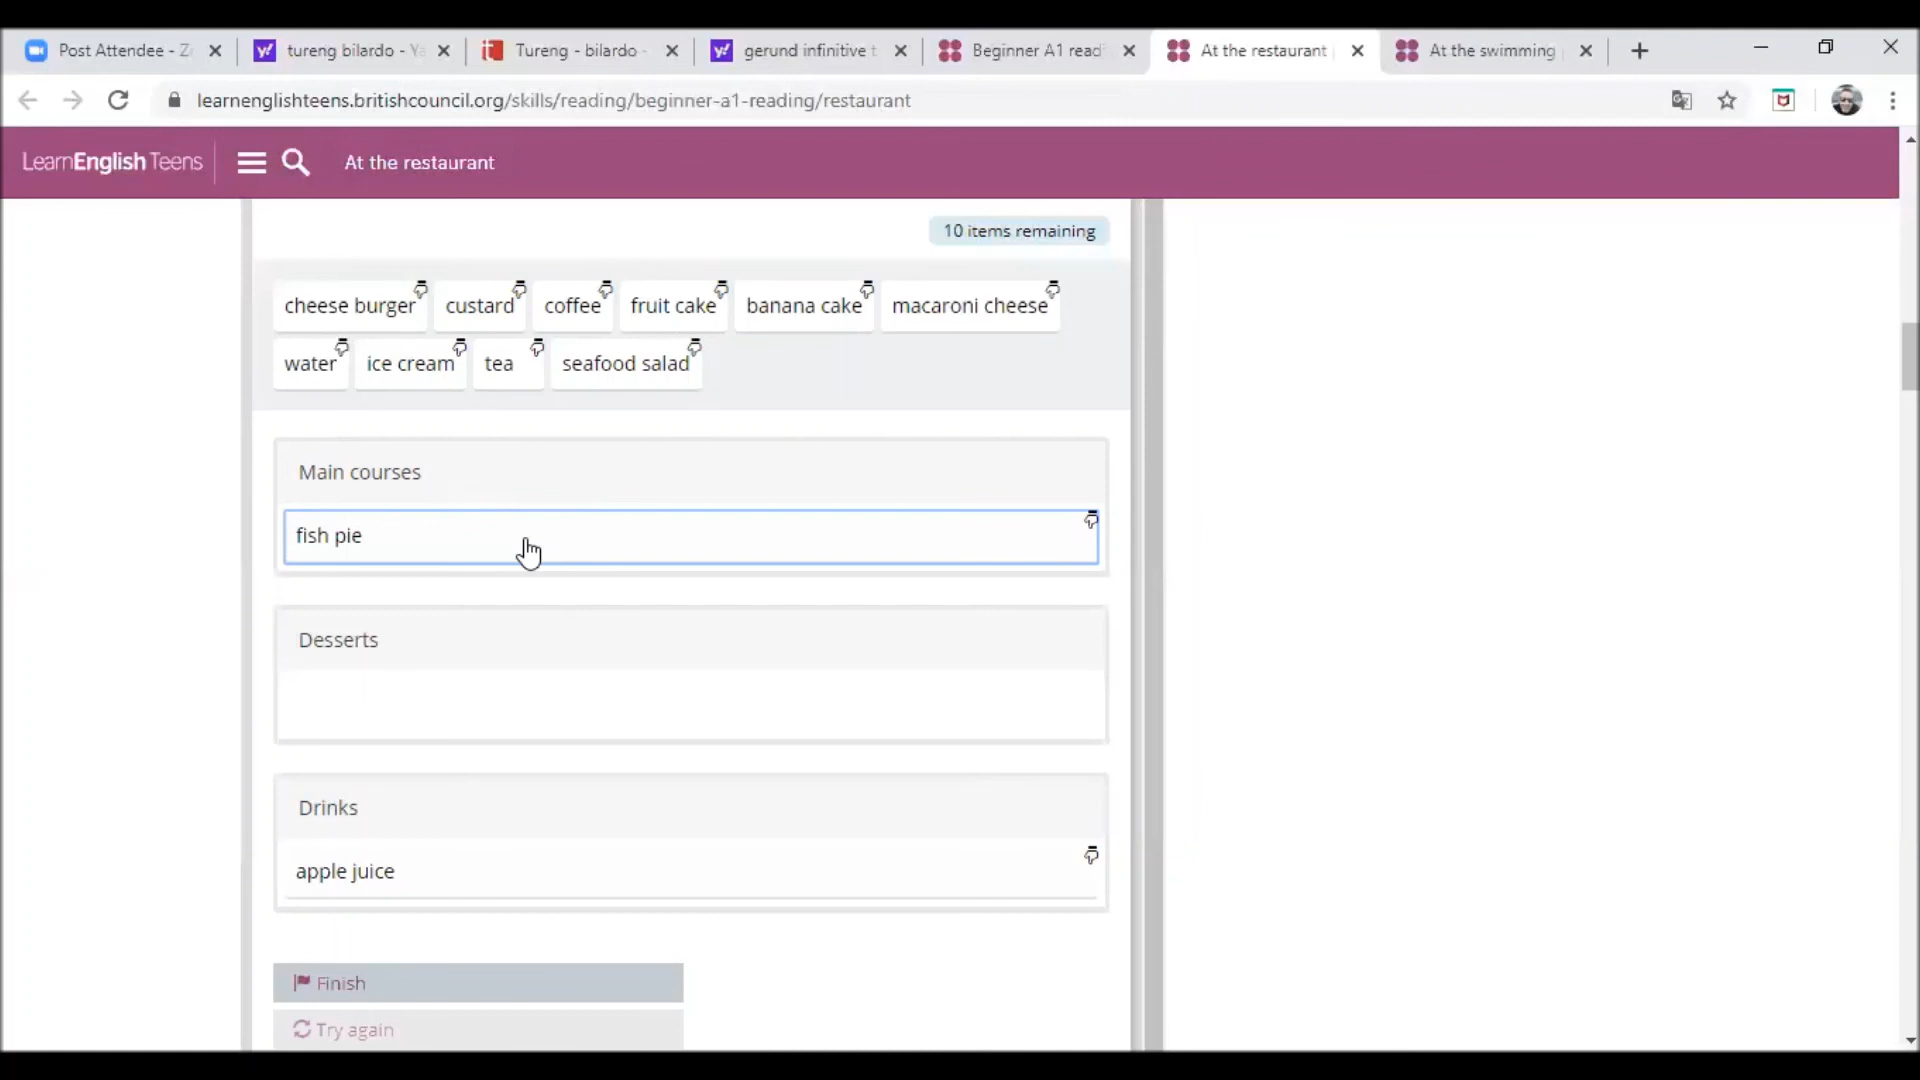 Post Attendee - Z
tureng bilardo - Ya
Tureng - bilardo -
gerund infinitive t
Beginner A1 readi
At the restaurant
At the swimming
learnenglishteens.britishcouncil.org/skills/reading/beginner-a1-reading/restaurant
LearnEnglish Teens
At the restaurant
10 items remaining
cheese burger custard coffee fruit cake banana cake macaroni cheese
water ice cream tea seafood salad
Main courses
fish pie
Desserts
Drinks
apple juice
Finish
Try again